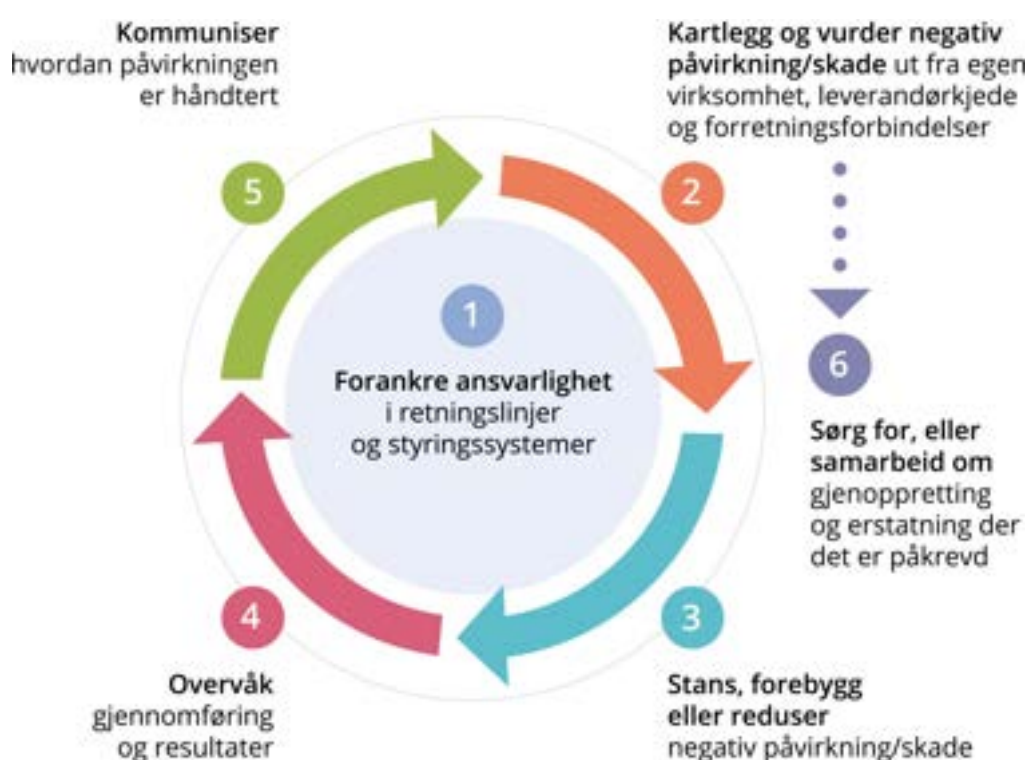 Kommuniser
hvordan påvirkningen
er håndtert
Kartlegg og vurder negativ
påvirkning/skade ut fra egen
virksomhet, leverandørkjede
og forretningsforbindelser
5
2
1
Forankre ansvarlighet
i retningslinjer
og styringssystemer
6
Sørg for, eller
samarbeid om
gjenoppretting
og erstatning der
det er påkrevd
4
3
Overvåk
gjennomføring
og resultater
Stans, forebygg
eller reduser
negativ påvirkning/skade